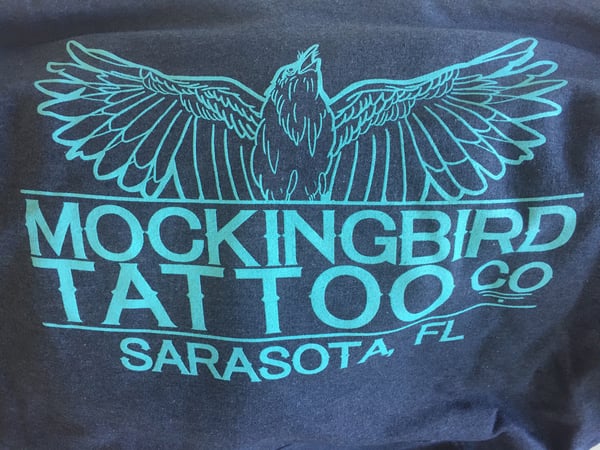 MOCKINGBIRD
TATTOO CO
SARASOTA, FL